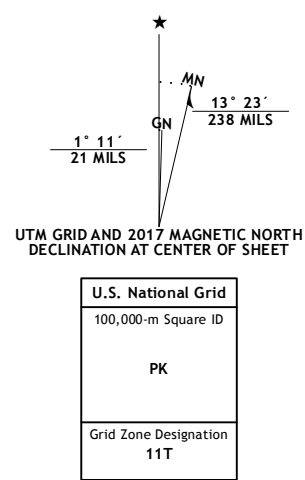 MN
13° 23´
238 MILS
GN
1° 11´
21 MILS
UTM GRID AND 2017 MAGNETIC NORTH
DECLINATION AT CENTER OF SHEET
U.S. National Grid
100,000-m Square ID
PK
Grid Zone Designation
11T